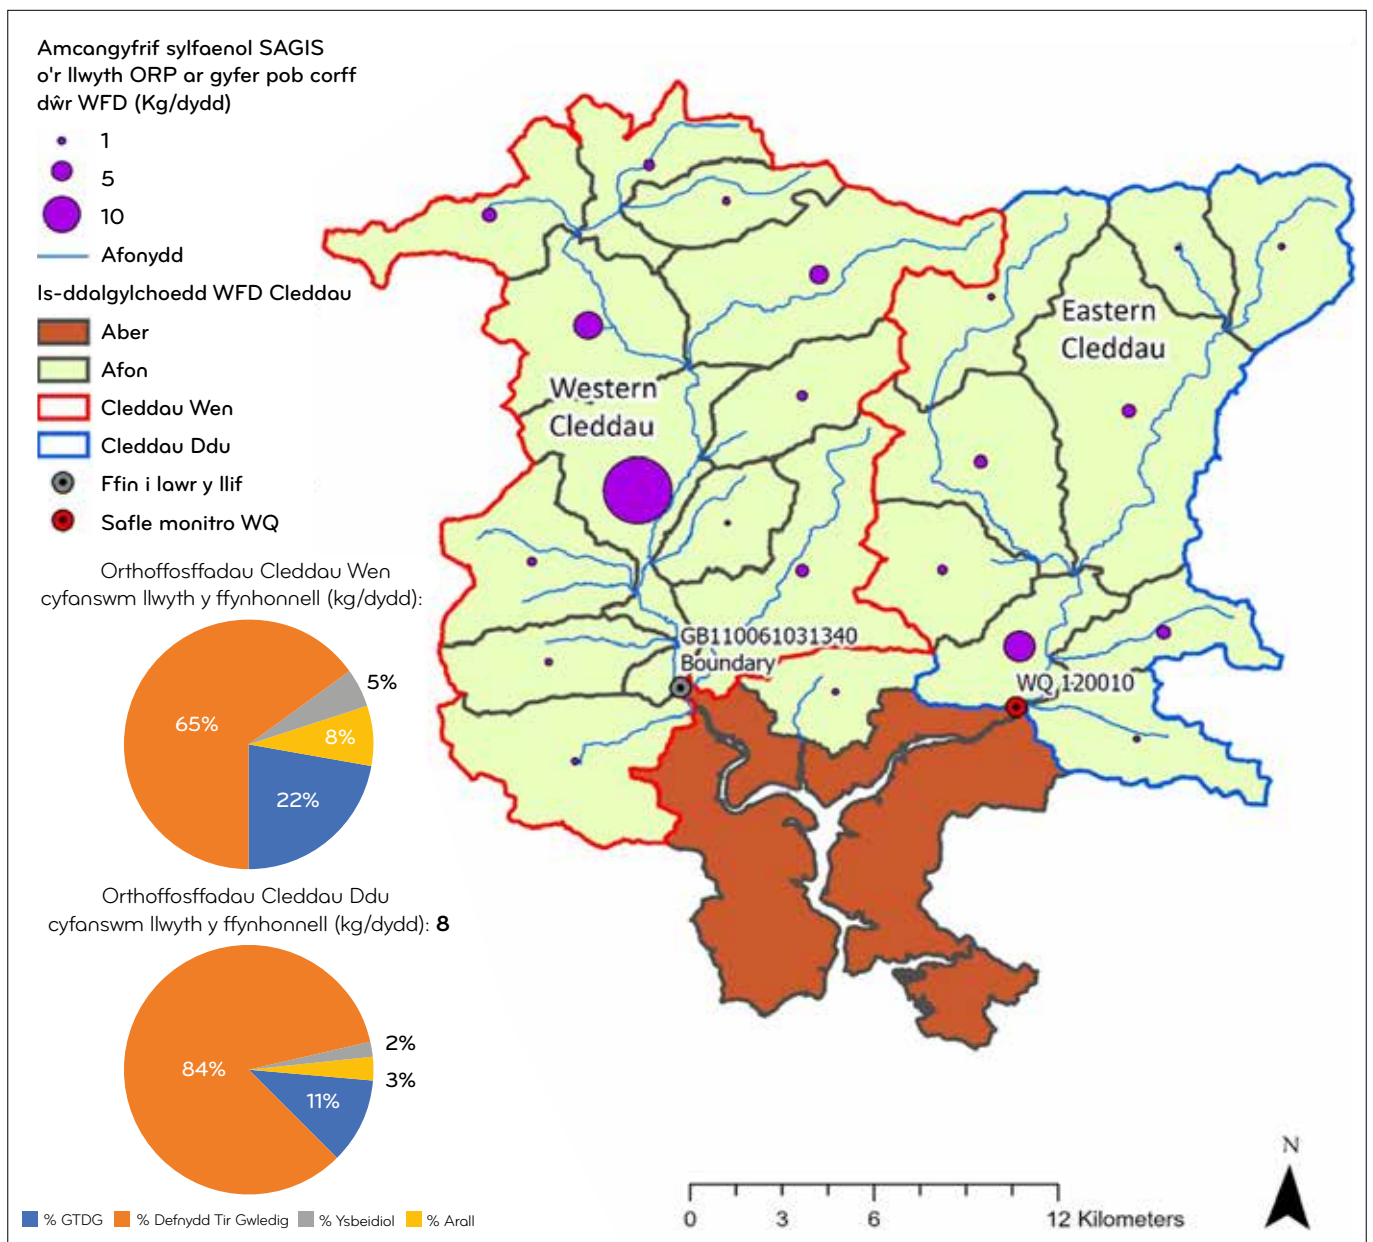 Amcangyfrif sylfaenol SAGIS
o'r llwyth ORP ar gyfer pob corff
dŵr WFD (Kg/dydd)
1
5
10
Afonydd
Is-ddalgylchoedd WFD Cleddau
Aber
Afon
Cleddau Wen
Cleddau Ddu
Ffin i lawr y llif
Safle monitro WQ
Orthoffosffadau Cleddau Wen
cyfanswm llwyth y ffynhonnell (kg/dydd):
65%
5%
8%
22%
Orthoffosffadau Cleddau Ddu
cyfanswm llwyth y ffynhonnell (kg/dydd): 8
84%
2%
3%
11%
% GTDG % Defnydd Tir Gwledig % Ysbeidiol % Arall
Eastern
Cleddau
Western
Cleddau
GB110061031340
Boundary
WQ 120010
N
0 3 6 12 Kilometers